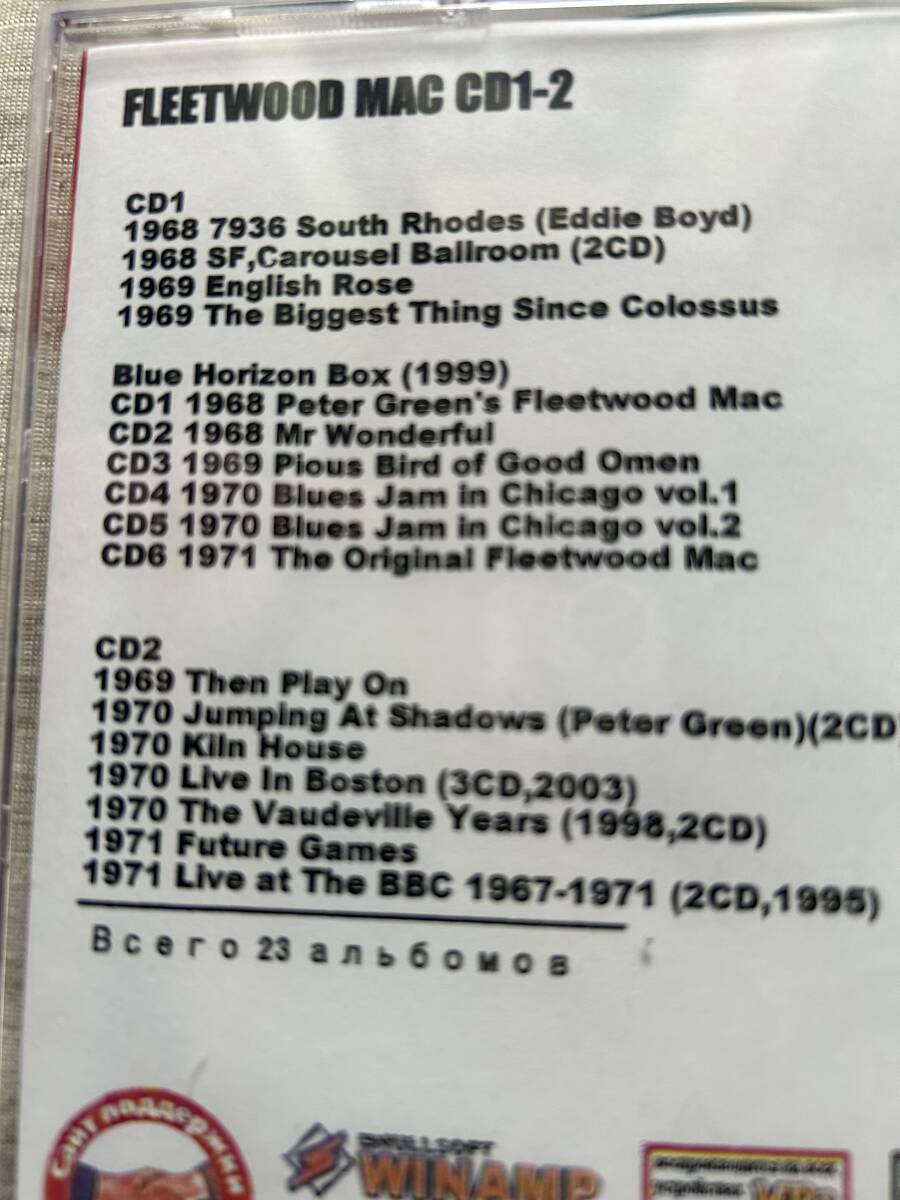 FLEETWOOD MAC CD1-2
CD1
1968 7936 South Rhodes (Eddie Boyd)
1968 SF,Carousel Ballroom (2CD)
1969 English Rose
1969 The Biggest Thing Since Colossus
Blue Horizon Box (1999)
CD1 1968 Peter Green's Fleetwood Mac
CD2 1968 Mr Wonderful
CD3 1969 Pious Bird of Good Omen
CD4 1970 Blues Jam in Chicago vol.1
CD5 1970 Blues Jam in Chicago vol.2
CD6 1971 The Original Fleetwood Mac
CD2
1969 Then Play On
1970 Jumping At Shadows (Peter Green)(2CD)
1970 Kiln House
1970 Live In Boston (3CD,2003)
1970 The Vaudeville Years (1998,2CD)
1971 Future Games
1971 Live at The BBC 1967-1971 (2CD,1995)
Всего 23 альбомов
Сайт поддержки
NULLSOFT
WINAMP